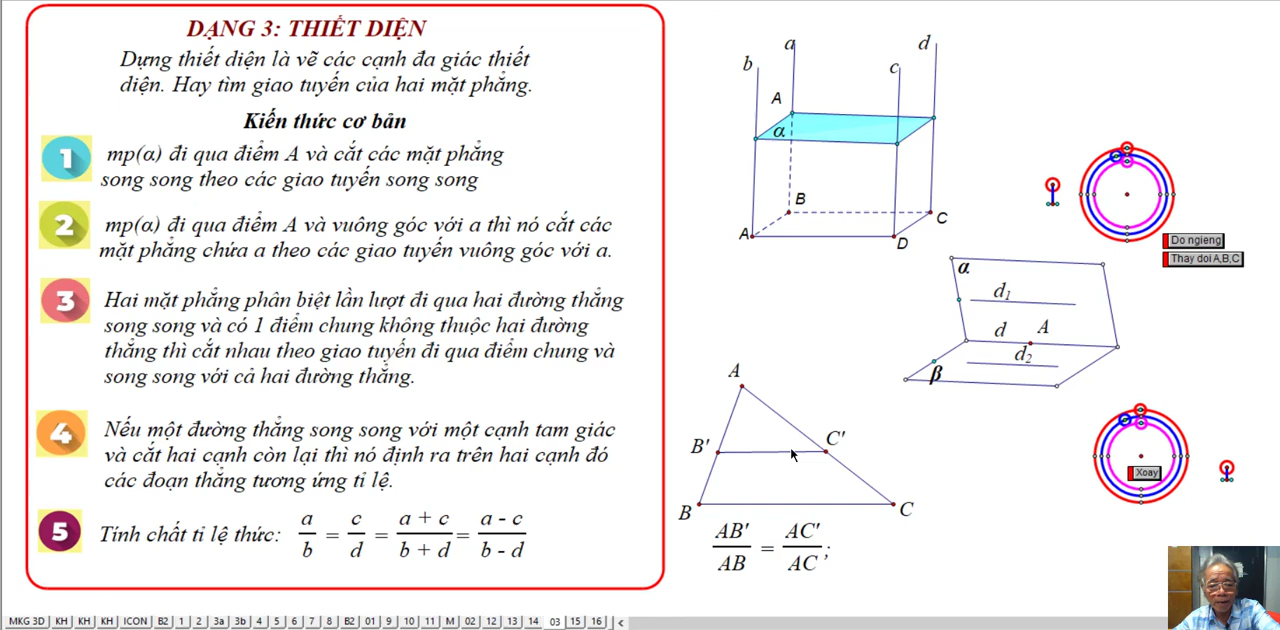 DẠNG 3: THIẾT DIỆN
Dựng thiết diện là vẽ các cạnh đa giác thiết
diện. Hay tìm giao tuyến của hai mặt phẳng.
Kiến thức cơ bản
1
mp(α) đi qua điểm A và cắt các mặt phẳng
song song theo các giao tuyến song song
2
mp(α) đi qua điểm A và vuông góc với a thì nó cắt các
mặt phẳng chứa a theo các giao tuyến vuông góc với a.
3
Hai mặt phẳng phân biệt lần lượt đi qua hai đường thẳng
song song và có 1 điểm chung không thuộc hai đường
thẳng thì cắt nhau theo giao tuyến đi qua điểm chung và
song song với cả hai đường thẳng.
4
Nếu một đường thẳng song song với một cạnh tam giác
và cắt hai cạnh còn lại thì nó định ra trên hai cạnh đó
các đoạn thẳng tương ứng tỉ lệ.
5
Tính chất tỉ lệ thức: a/b = c/d = (a + c)/(b + d) = (a - c)/(b - d)
a
d
b
c
A
α
B
C
A
D
Do ngieng
Thay doi A,B,C
α
d1
d A
d2
β
A
B' C'
B C
AB'/AB = AC'/AC ;
Xoay
MKG 3D KH KH KH ICON B2 1 2 3a 3b 4 5 6 7 8 B2 01 9 10 11 M 02 12 13 14 03 15 16